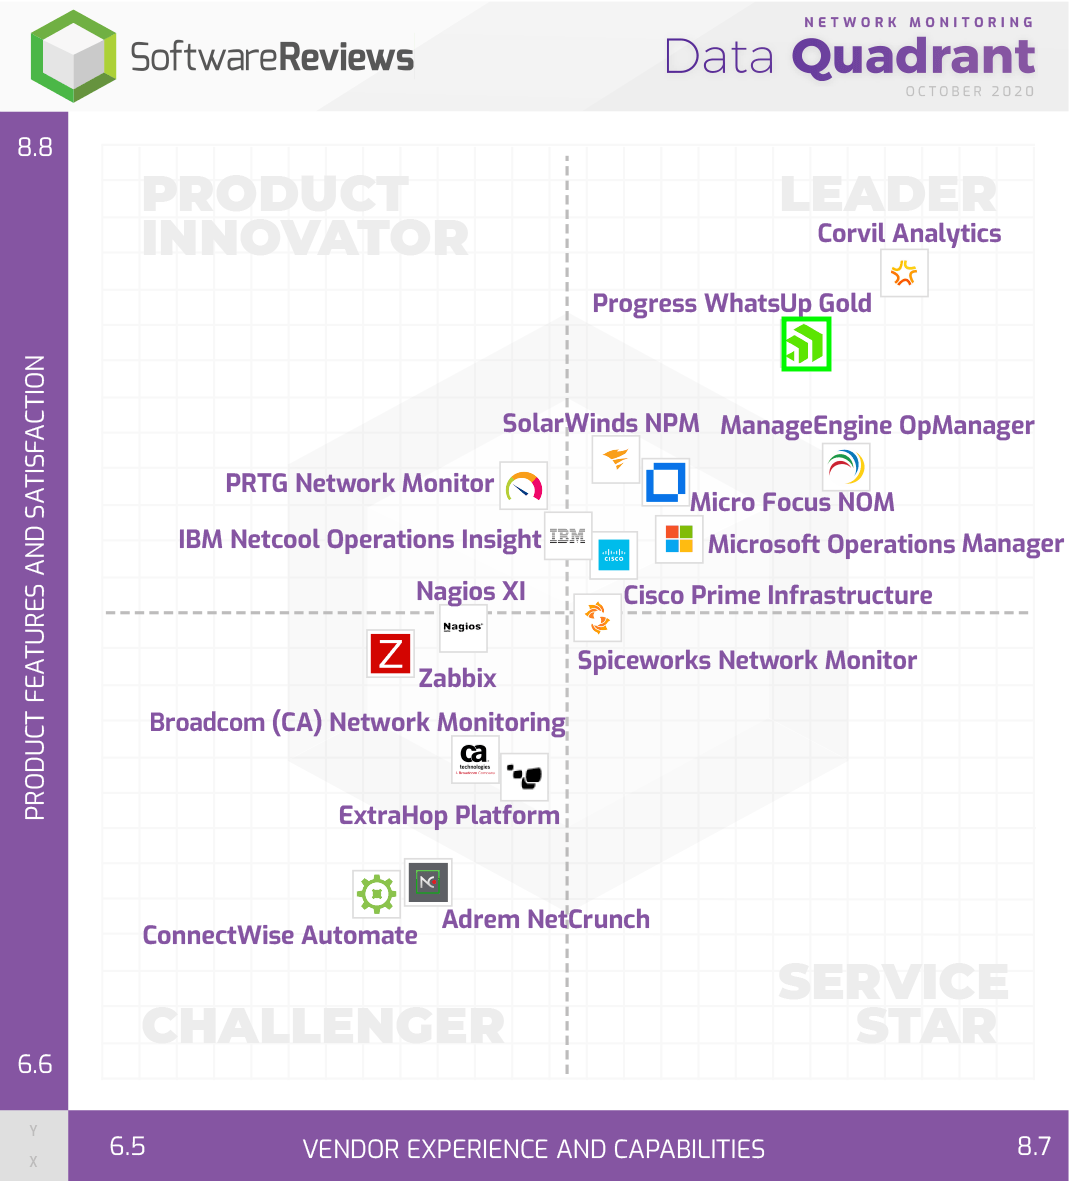 SoftwareReviews
NETWORK MONITORING
Data Quadrant
OCTOBER 2020
8.8
PRODUCT FEATURES AND SATISFACTION
6.6
PRODUCT
INNOVATOR
LEADER
Corvil Analytics
Progress WhatsUp Gold
SolarWinds NPM
ManageEngine OpManager
PRTG Network Monitor
Micro Focus NOM
IBM Netcool Operations Insight
IBM
cisco
Microsoft Operations Manager
Nagios XI
Cisco Prime Infrastructure
Nagios®
Z
Zabbix
Spiceworks Network Monitor
Broadcom (CA) Network Monitoring
ca
technologies
A Broadcom Company
ExtraHop Platform
NC
Adrem NetCrunch
ConnectWise Automate
CHALLENGER
SERVICE
STAR
Y
X
6.5
VENDOR EXPERIENCE AND CAPABILITIES
8.7